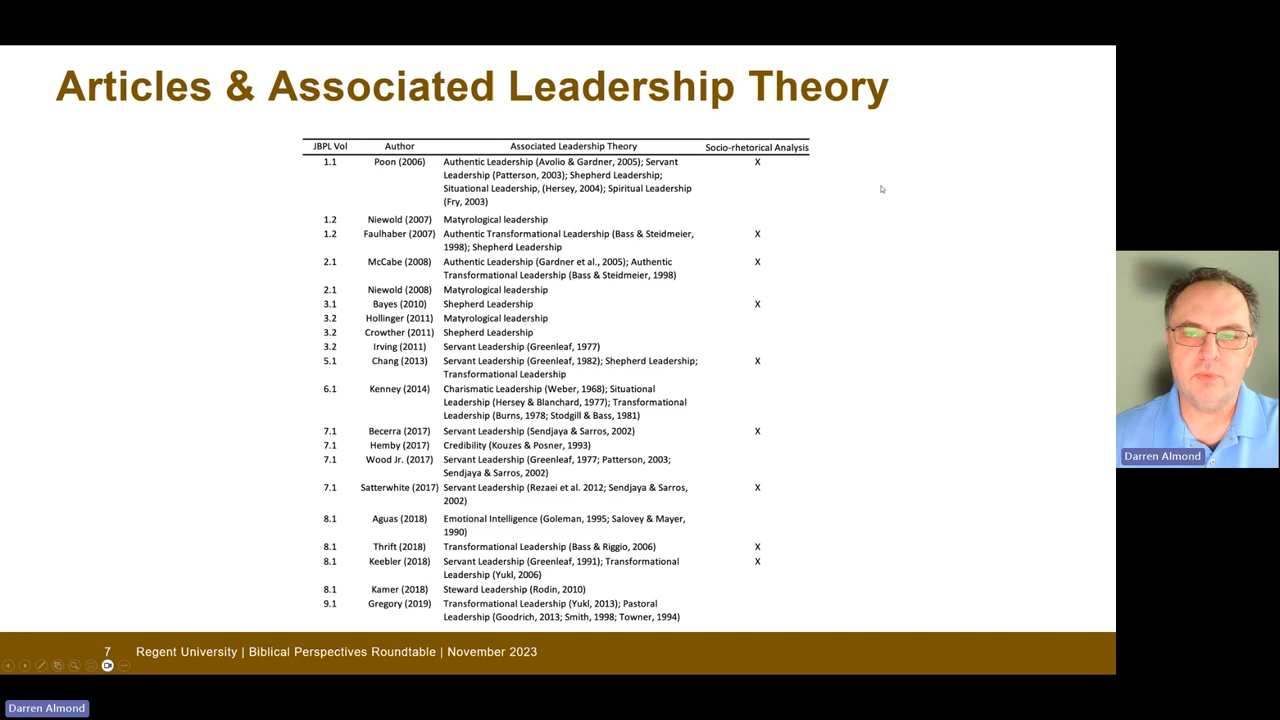 Articles & Associated Leadership Theory
JBPL Vol Author Associated Leadership Theory Socio-rhetorical Analysis
1.1 Poon (2006) Authentic Leadership (Avolio & Gardner, 2005); Servant X
Leadership (Patterson, 2003); Shepherd Leadership;
Situational Leadership, (Hersey, 2004); Spiritual Leadership
(Fry, 2003)
1.2 Niewold (2007) Matyrological leadership
1.2 Faulhaber (2007) Authentic Transformational Leadership (Bass & Steidmeier, X
1998); Shepherd Leadership
2.1 McCabe (2008) Authentic Leadership (Gardner et al., 2005); Authentic X
Transformational Leadership (Bass & Steidmeier, 1998)
2.1 Niewold (2008) Matyrological leadership
3.1 Bayes (2010) Shepherd Leadership X
3.2 Hollinger (2011) Matyrological leadership
3.2 Crowther (2011) Shepherd Leadership
3.2 Irving (2011) Servant Leadership (Greenleaf, 1977)
5.1 Chang (2013) Servant Leadership (Greenleaf, 1982); Shepherd Leadership; X
Transformational Leadership
6.1 Kenney (2014) Charismatic Leadership (Weber, 1968); Situational
Leadership (Hersey & Blanchard, 1977); Transformational
Leadership (Burns, 1978; Stodgill & Bass, 1981)
7.1 Becerra (2017) Servant Leadership (Sendjaya & Sarros, 2002) X
7.1 Hemby (2017) Credibility (Kouzes & Posner, 1993)
7.1 Wood Jr. (2017) Servant Leadership (Greenleaf, 1977; Patterson, 2003;
Sendjaya & Sarros, 2002)
7.1 Satterwhite (2017) Servant Leadership (Rezaei et al. 2012; Sendjaya & Sarros, X
2002)
8.1 Aguas (2018) Emotional Intelligence (Goleman, 1995; Salovey & Mayer,
1990)
8.1 Thrift (2018) Transformational Leadership (Bass & Riggio, 2006) X
8.1 Keebler (2018) Servant Leadership (Greenleaf, 1991); Transformational X
Leadership (Yukl, 2006)
8.1 Kamer (2018) Steward Leadership (Rodin, 2010)
9.1 Gregory (2019) Transformational Leadership (Yukl, 2013); Pastoral
Leadership (Goodrich, 2013; Smith, 1998; Towner, 1994)
7 Regent University | Biblical Perspectives Roundtable | November 2023
Darren Almond
Darren Almond